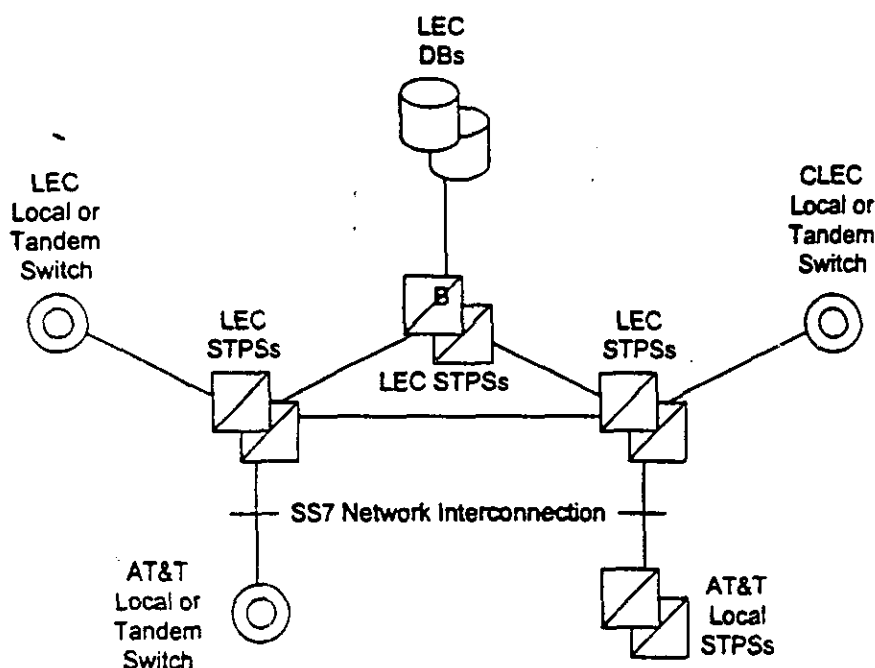 LEC
DBs
LEC
Local or
Tandem
Switch
CLEC
Local or
Tandem
Switch
B
LEC
STPSs
LEC STPSs
LEC
STPSs
SS7 Network Interconnection
AT&T
Local or
Tandem
Switch
AT&T
Local
STPSs